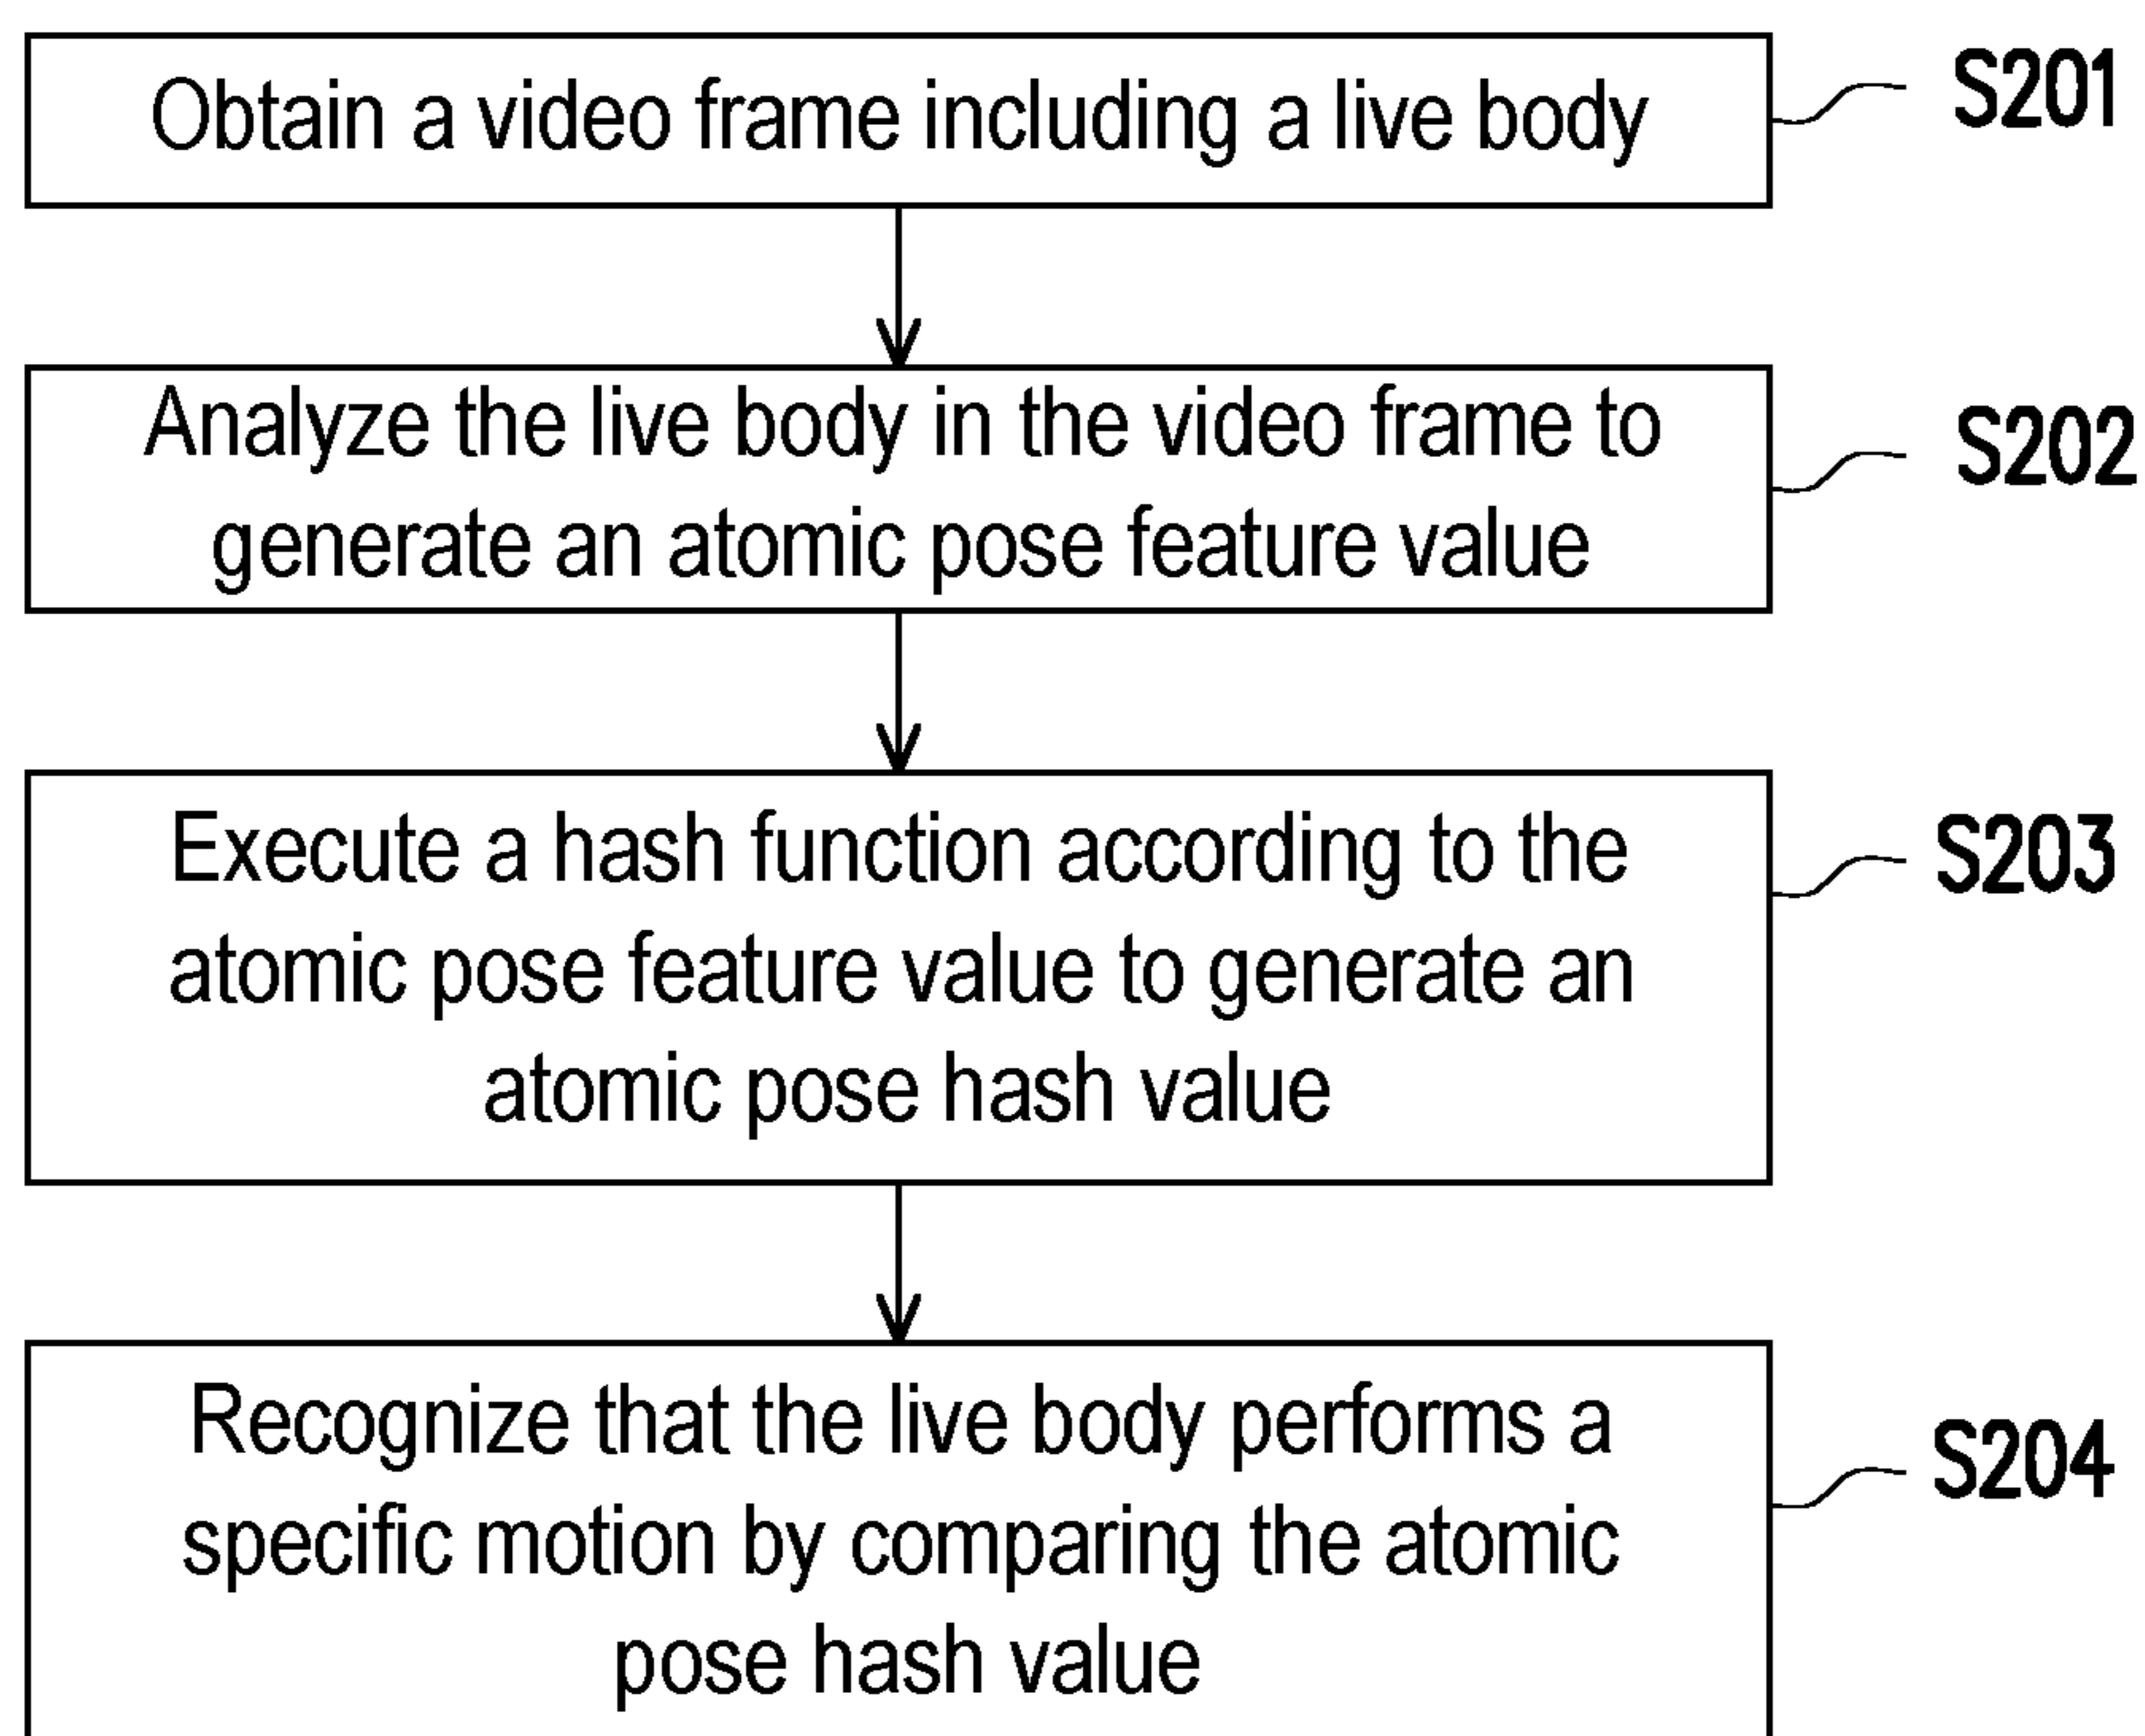 Obtain a video frame including a live body
S201
Analyze the live body in the video frame to
generate an atomic pose feature value
S202
Execute a hash function according to the
atomic pose feature value to generate an
atomic pose hash value
S203
Recognize that the live body performs a
specific motion by comparing the atomic
pose hash value
S204